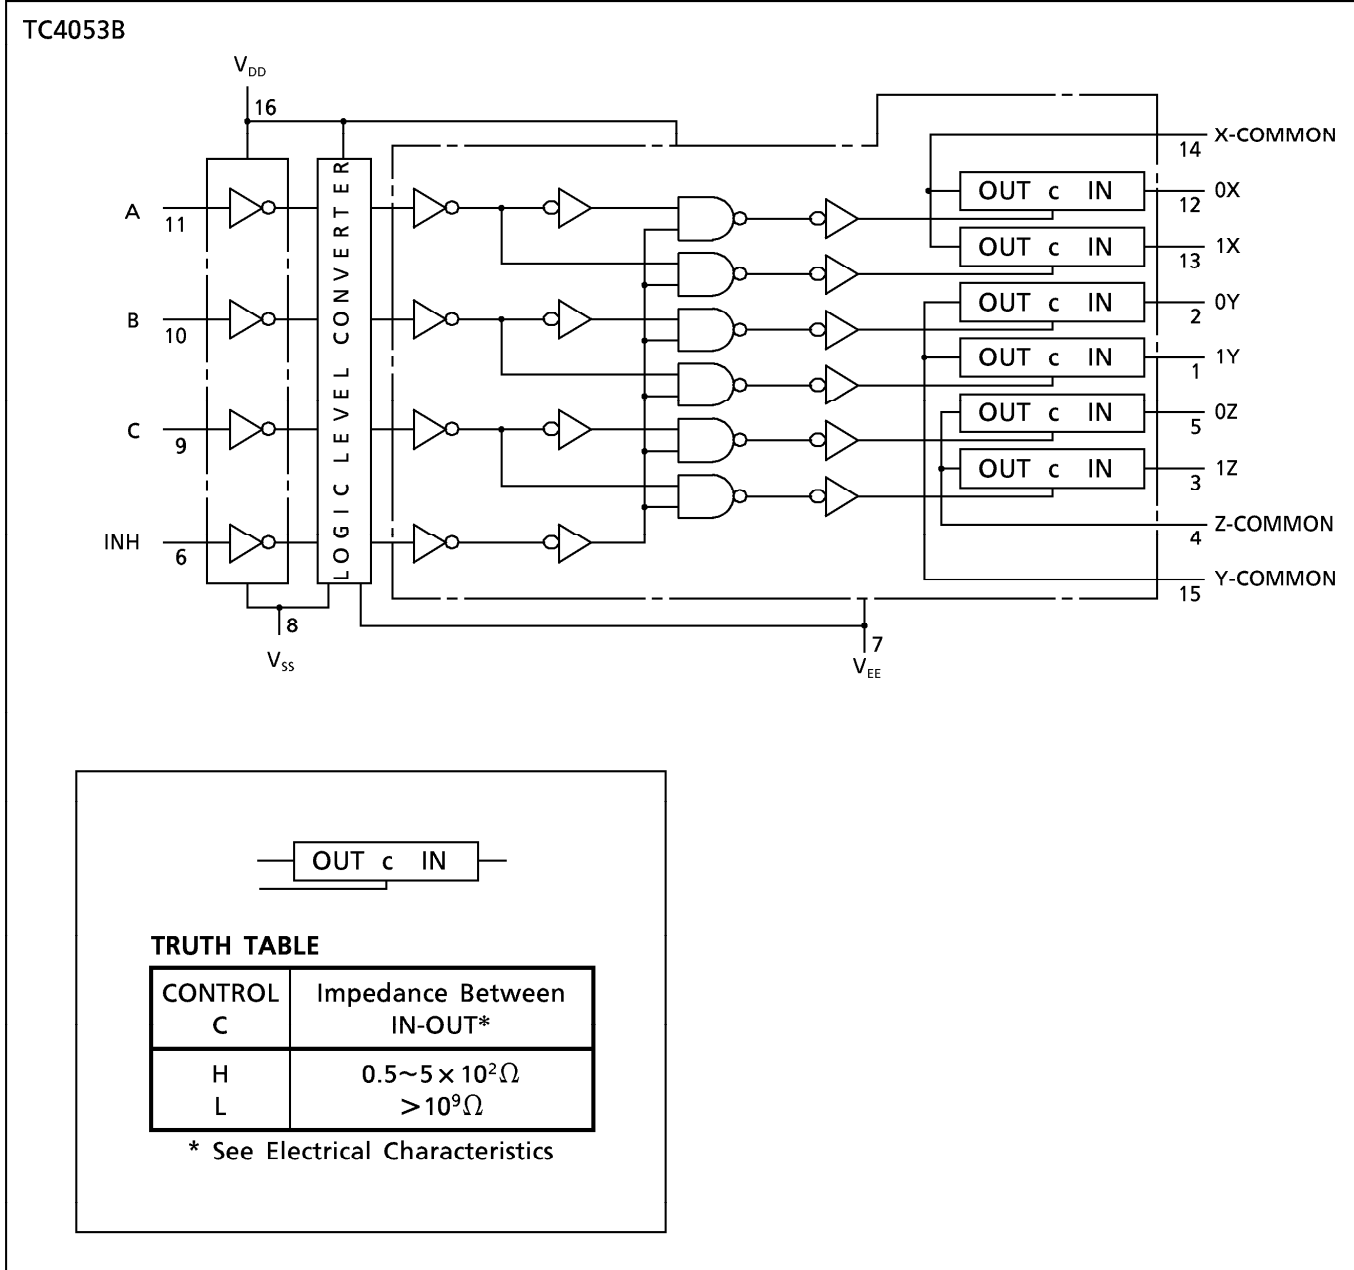 TC4053B
VDD
16
X-COMMON
14
OUT c IN
0X
12
A
11
OUT c IN
1X
13
OUT c IN
0Y
2
B
10
OUT c IN
1Y
1
OUT c IN
0Z
5
C
9
OUT c IN
1Z
3
LOGIC LEVEL CONVERTER
Z-COMMON
4
INH
6
Y-COMMON
15
8
VSS
7
VEE
OUT c IN
TRUTH TABLE
CONTROL
C
Impedance Between
IN-OUT*
H
0.5~5×10²Ω
L
>10⁹Ω
* See Electrical Characteristics